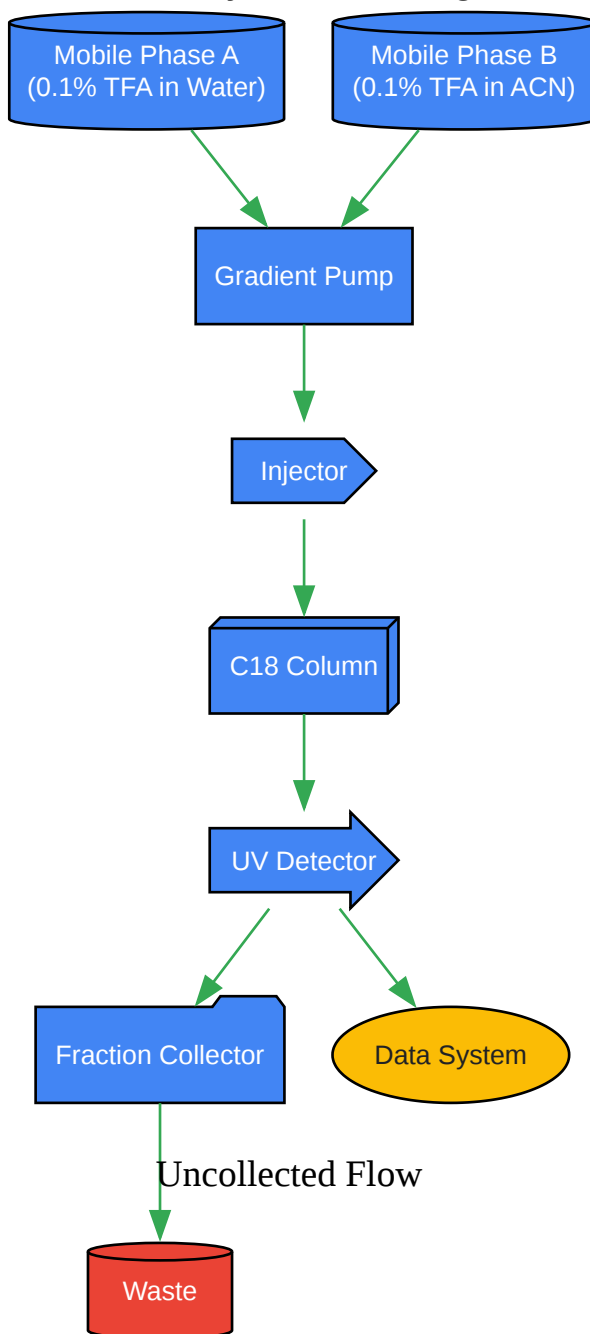 Mobile Phase A
(0.1% TFA in Water)
Mobile Phase B
(0.1% TFA in ACN)
Gradient Pump
Injector
C18 Column
UV Detector
Fraction Collector
Data System
Uncollected Flow
Waste